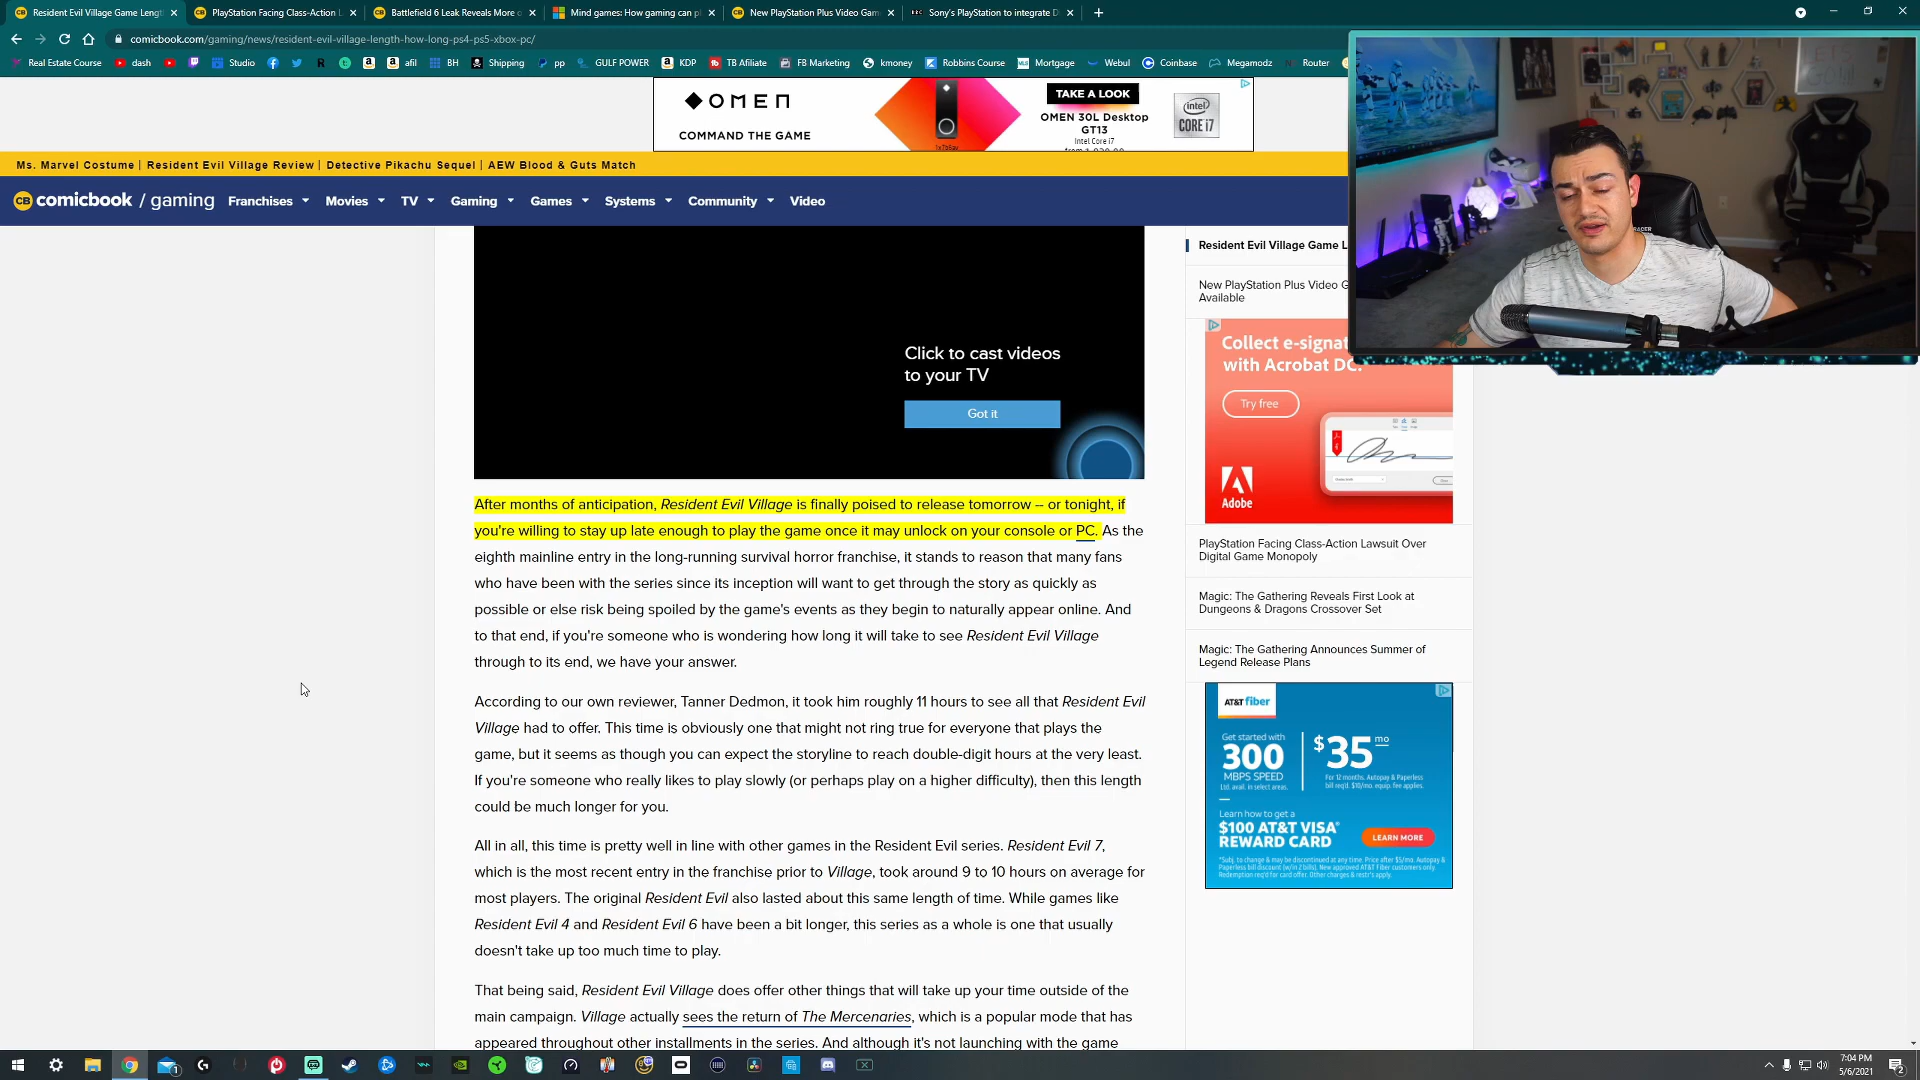 Resident Evil Village Game Lengt
PlayStation Facing Class-Action L
Battlefield 6 Leak Reveals More o
Mind games: How gaming can p
New PlayStation Plus Video Gam
Sony's PlayStation to integrate D
comicbook.com/gaming/news/resident-evil-village-length-how-long-ps4-ps5-xbox-pc/
Real Estate Course dash Studio afil BH Shipping pp GULF POWER KDP TB Afiliate FB Marketing kmoney Robbins Course Mortgage Webul Coinbase Megamodz Router
OMEN
COMMAND THE GAME
TAKE A LOOK
OMEN 30L Desktop
GT13
Intel Core i7
intel
CORE i7
Ms. Marvel Costume | Resident Evil Village Review | Detective Pikachu Sequel | AEW Blood & Guts Match
CB comicbook / gaming Franchises Movies TV Gaming Games Systems Community Video
Click to cast videos
to your TV
Got it
After months of anticipation, Resident Evil Village is finally poised to release tomorrow -- or tonight, if
you're willing to stay up late enough to play the game once it may unlock on your console or PC. As the
eighth mainline entry in the long-running survival horror franchise, it stands to reason that many fans
who have been with the series since its inception will want to get through the story as quickly as
possible or else risk being spoiled by the game's events as they begin to naturally appear online. And
to that end, if you're someone who is wondering how long it will take to see Resident Evil Village
through to its end, we have your answer.
According to our own reviewer, Tanner Dedmon, it took him roughly 11 hours to see all that Resident Evil
Village had to offer. This time is obviously one that might not ring true for everyone that plays the
game, but it seems as though you can expect the storyline to reach double-digit hours at the very least.
If you're someone who really likes to play slowly (or perhaps play on a higher difficulty), then this length
could be much longer for you.
All in all, this time is pretty well in line with other games in the Resident Evil series. Resident Evil 7,
which is the most recent entry in the franchise prior to Village, took around 9 to 10 hours on average for
most players. The original Resident Evil also lasted about this same length of time. While games like
Resident Evil 4 and Resident Evil 6 have been a bit longer, this series as a whole is one that usually
doesn't take up too much time to play.
That being said, Resident Evil Village does offer other things that will take up your time outside of the
main campaign. Village actually sees the return of The Mercenaries, which is a popular mode that has
appeared throughout other installments in the series. And although it's not launching with the game
Resident Evil Village Game L
New PlayStation Plus Video G
Available
Collect e-signat
with Acrobat DC.
Try free
Adobe
PlayStation Facing Class-Action Lawsuit Over
Digital Game Monopoly
Magic: The Gathering Reveals First Look at
Dungeons & Dragons Crossover Set
Magic: The Gathering Announces Summer of
Legend Release Plans
AT&T fiber
Get started with
300
MBPS SPEED
Ltd. avail. in select areas.
$35 mo
For 12 months. Autopay & Paperless
bill req'd. $10/mo. equip. fee applies.
Learn how to get a
$100 AT&T VISA®
REWARD CARD
LEARN MORE
7:04 PM
5/6/2021